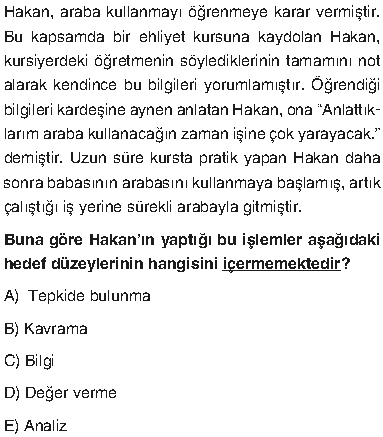 Hakan, araba kullanmayı öğrenmeye karar vermiştir.
Bu kapsamda bir ehliyet kursuna kaydolan Hakan,
kursiyerdeki öğretmenin söylediklerinin tamamını not
alarak kendince bu bilgileri yorumlamıştır. Öğrendiği
bilgileri kardeşine aynen anlatan Hakan, ona “Anlattık-
larım araba kullanacağın zaman işine çok yarayacak.”
demiştir. Uzun süre kursta pratik yapan Hakan daha
sonra babasının arabasını kullanmaya başlamış, artık
çalıştığı iş yerine sürekli arabayla gitmiştir.
Buna göre Hakan’ın yaptığı bu işlemler aşağıdaki
hedef düzeylerinin hangisini içermemektedir?
A) Tepkide bulunma
B) Kavrama
C) Bilgi
D) Değer verme
E) Analiz